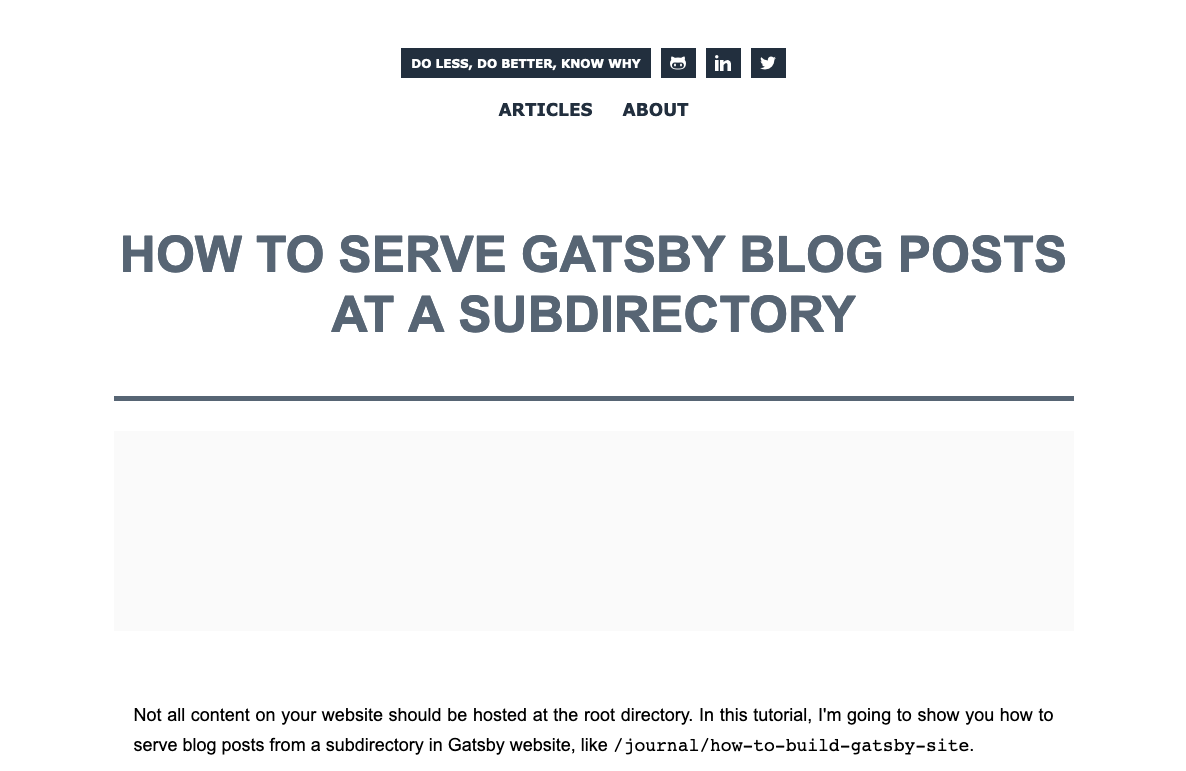 DO LESS, DO BETTER, KNOW WHY
ARTICLES ABOUT
HOW TO SERVE GATSBY BLOG POSTS
AT A SUBDIRECTORY
Not all content on your website should be hosted at the root directory. In this tutorial, I'm going to show you how to
serve blog posts from a subdirectory in Gatsby website, like /journal/how-to-build-gatsby-site.